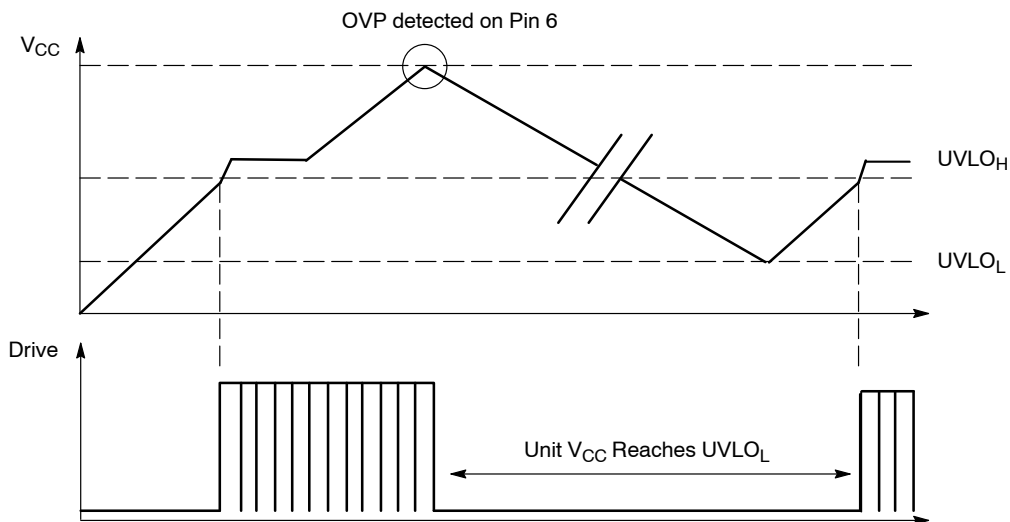 OVP detected on Pin 6
VCC
UVLOH
UVLOL
Drive
Unit VCC Reaches UVLOL